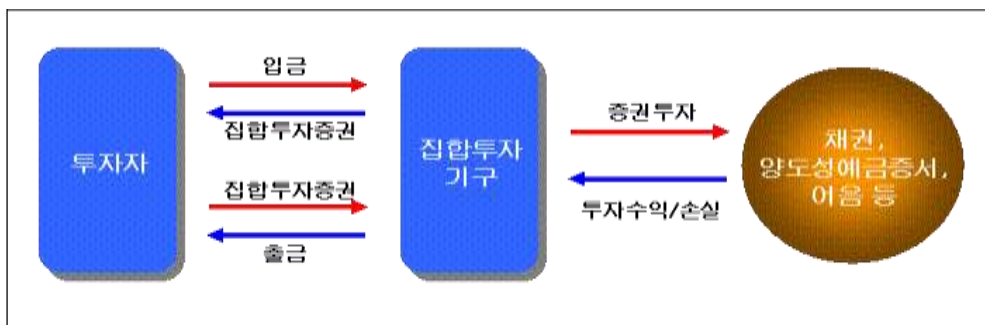 투자자
입금
집합투자증권
집합투자증권
출금
집합투자
기구
증권투자
투자수익/손실
채권,
양도성예금증서,
어음 등